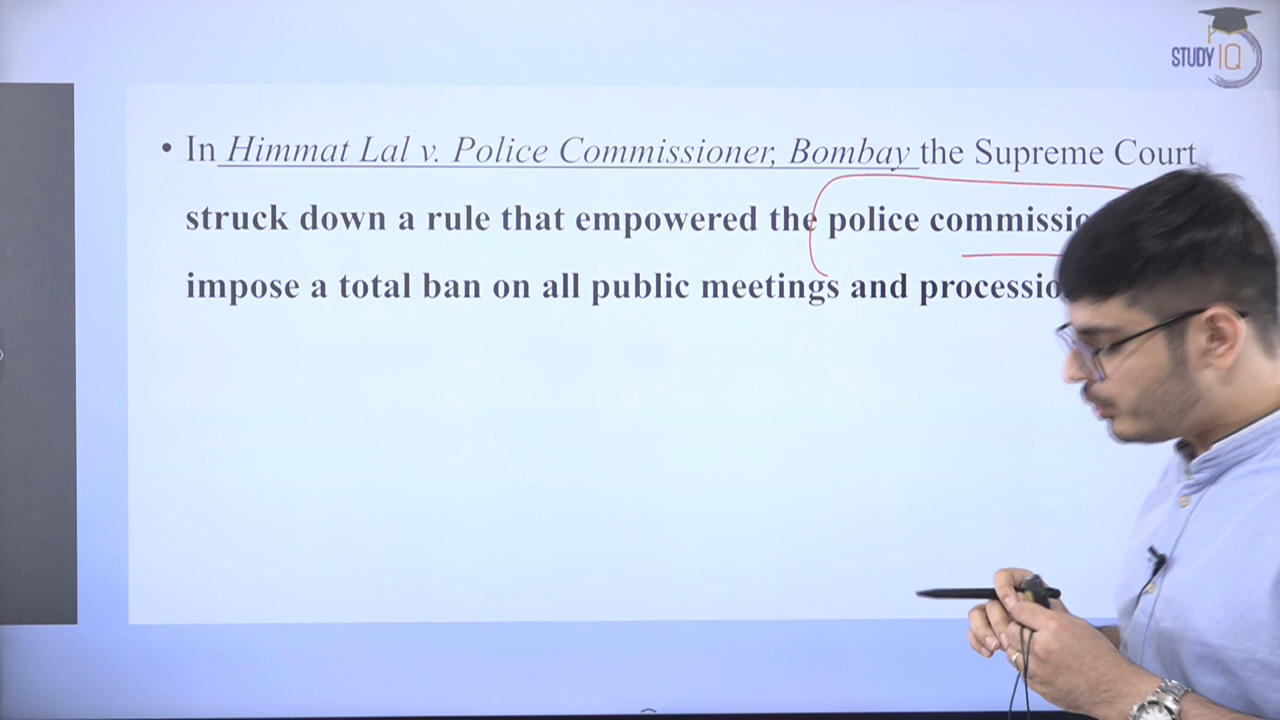 STUDY IQ
• In Himmat Lal v. Police Commissioner, Bombay the Supreme Court
struck down a rule that empowered the police
impose a total ban on all public meetings and